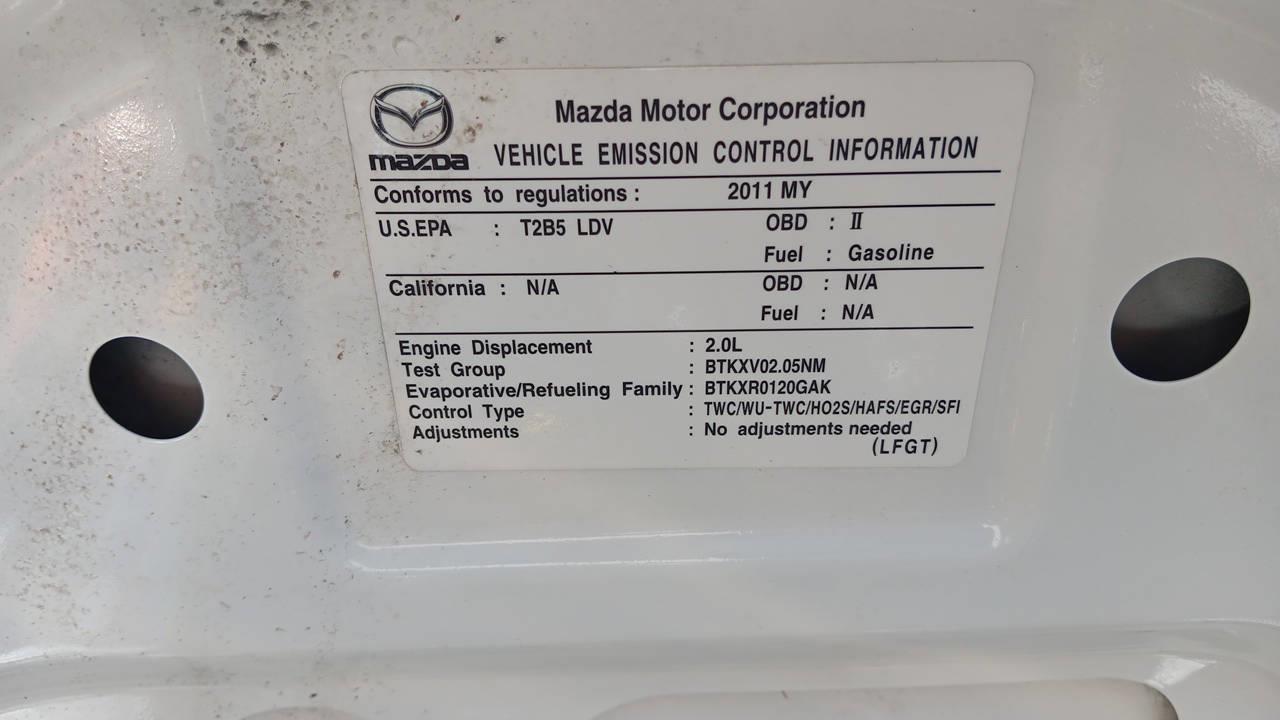 Mazda Motor Corporation
mazda VEHICLE EMISSION CONTROL INFORMATION
Conforms to regulations : 2011 MY
U.S.EPA : T2B5 LDV OBD : II
Fuel : Gasoline
California : N/A OBD : N/A
Fuel : N/A
Engine Displacement : 2.0L
Test Group : BTKXV02.05NM
Evaporative/Refueling Family : BTKXR0120GAK
Control Type : TWC/WU-TWC/HO2S/HAFS/EGR/SFI
Adjustments : No adjustments needed
(LFGT)